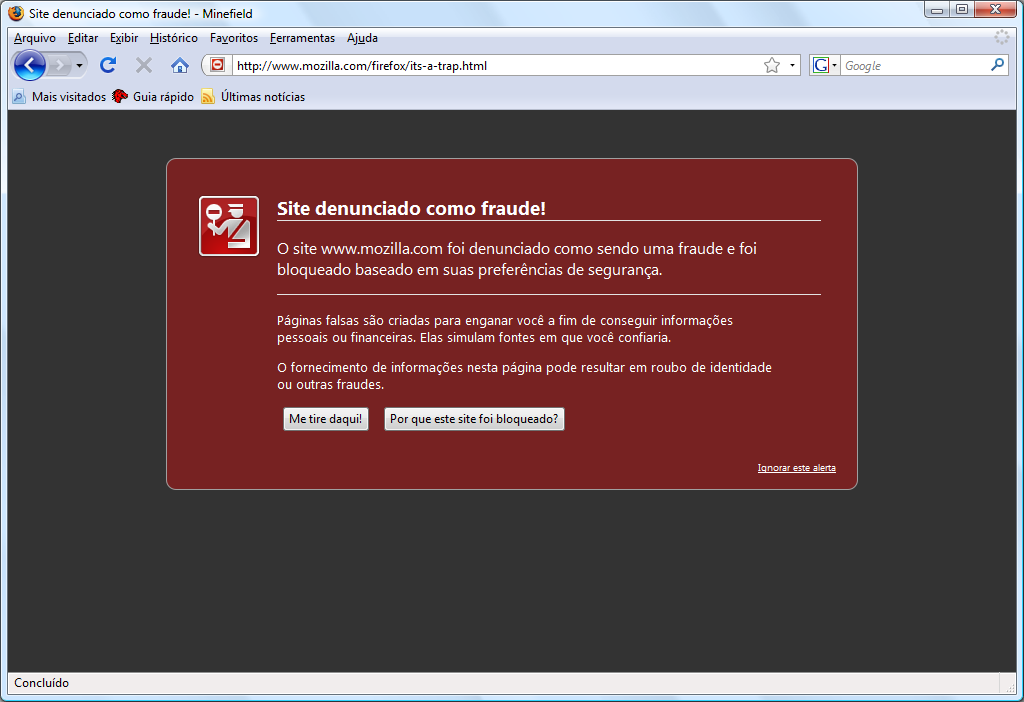 Site denunciado como fraude! - Minefield
Arquivo Editar Exibir Histórico Favoritos Ferramentas Ajuda
http://www.mozilla.com/firefox/its-a-trap.html G Google
Mais visitados Guia rápido Últimas notícias
Site denunciado como fraude!
O site www.mozilla.com foi denunciado como sendo uma fraude e foi
bloqueado baseado em suas preferências de segurança.
Páginas falsas são criadas para enganar você a fim de conseguir informações
pessoais ou financeiras. Elas simulam fontes em que você confiaria.
O fornecimento de informações nesta página pode resultar em roubo de identidade
ou outras fraudes.
Me tire daqui! Por que este site foi bloqueado?
Ignorar este alerta
Concluído